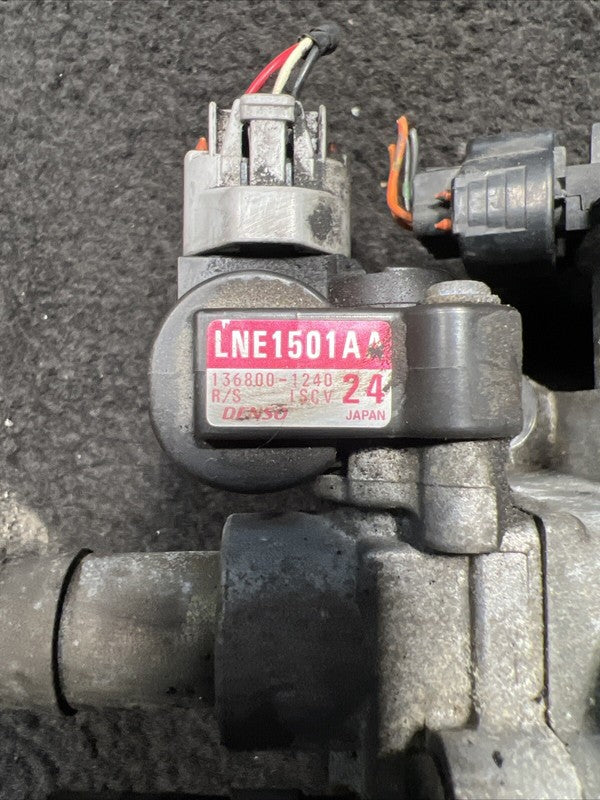 LNE1501AA
136800-1240
R/S ISCV 24
DENSO JAPAN